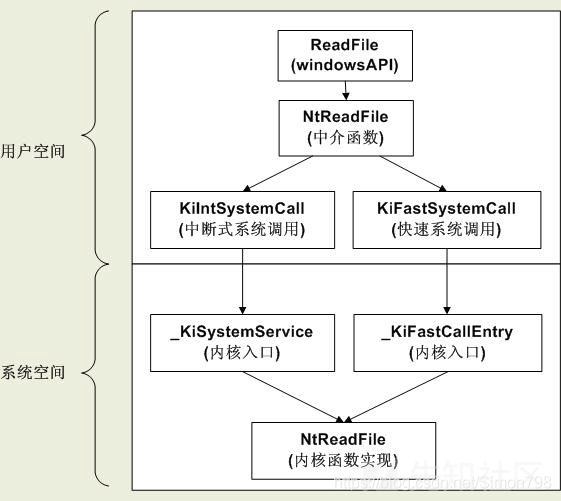 ReadFile
(windowsAPI)
NtReadFile
(中介函数)
用户空间
KiIntSystemCall
(中断式系统调用)
KiFastSystemCall
(快速系统调用)
_KiSystemService
(内核入口)
_KiFastCallEntry
(内核入口)
系统空间
NtReadFile
(内核函数实现)
https://blog.csdn.net/Simon798